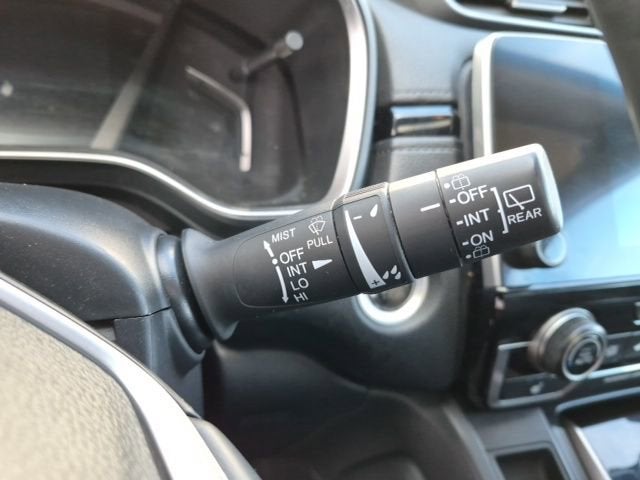 MIST
PULL
OFF
INT
LO
HI
- +
OFF
INT
ON
REAR